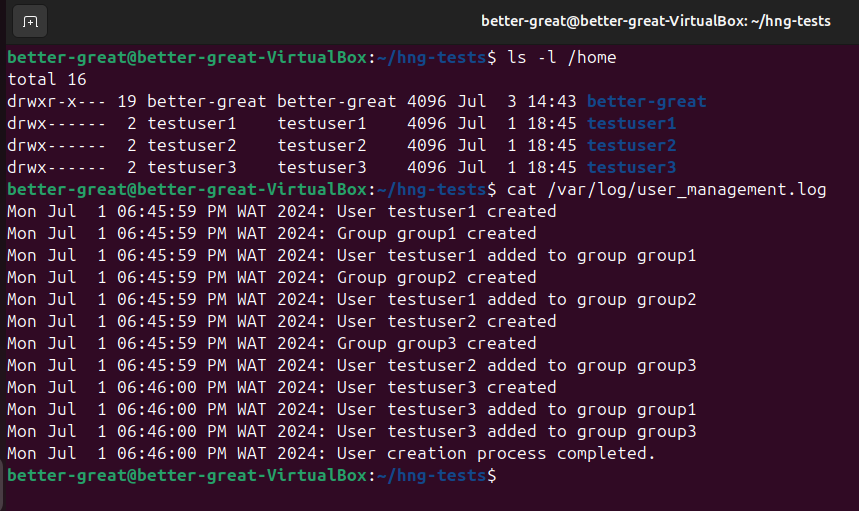 better-great@better-great-VirtualBox: ~/hng-tests
better-great@better-great-VirtualBox:~/hng-tests$ ls -l /home
total 16
drwxr-x--- 19 better-great better-great 4096 Jul  3 14:43 better-great
drwx------  2 testuser1    testuser1    4096 Jul  1 18:45 testuser1
drwx------  2 testuser2    testuser2    4096 Jul  1 18:45 testuser2
drwx------  2 testuser3    testuser3    4096 Jul  1 18:45 testuser3
better-great@better-great-VirtualBox:~/hng-tests$ cat /var/log/user_management.log
Mon Jul  1 06:45:59 PM WAT 2024: User testuser1 created
Mon Jul  1 06:45:59 PM WAT 2024: Group group1 created
Mon Jul  1 06:45:59 PM WAT 2024: User testuser1 added to group group1
Mon Jul  1 06:45:59 PM WAT 2024: Group group2 created
Mon Jul  1 06:45:59 PM WAT 2024: User testuser1 added to group group2
Mon Jul  1 06:45:59 PM WAT 2024: User testuser2 created
Mon Jul  1 06:45:59 PM WAT 2024: Group group3 created
Mon Jul  1 06:45:59 PM WAT 2024: User testuser2 added to group group3
Mon Jul  1 06:46:00 PM WAT 2024: User testuser3 created
Mon Jul  1 06:46:00 PM WAT 2024: User testuser3 added to group group1
Mon Jul  1 06:46:00 PM WAT 2024: User testuser3 added to group group3
Mon Jul  1 06:46:00 PM WAT 2024: User creation process completed.
better-great@better-great-VirtualBox:~/hng-tests$